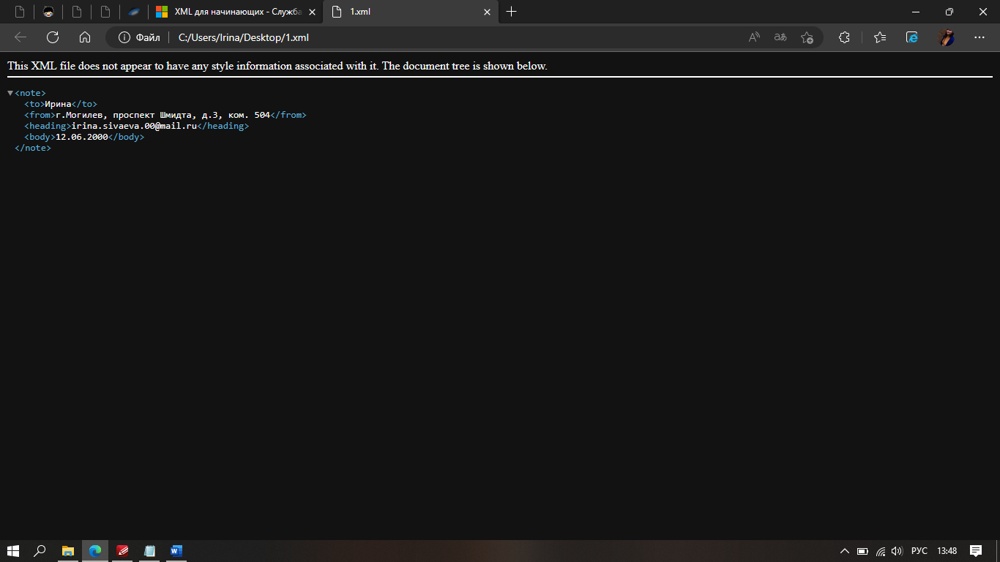 XML для начинающих - Служба
1.xml
Файл
C:/Users/Irina/Desktop/1.xml
This XML file does not appear to have any style information associated with it. The document tree is shown below.
<note>
<to>Ирина</to>
<from>г.Могилев, проспект Шмидта, д.3, ком. 504</from>
<heading>irina.sivaeva.00@mail.ru</heading>
<body>12.06.2000</body>
</note>
РУС
13:48